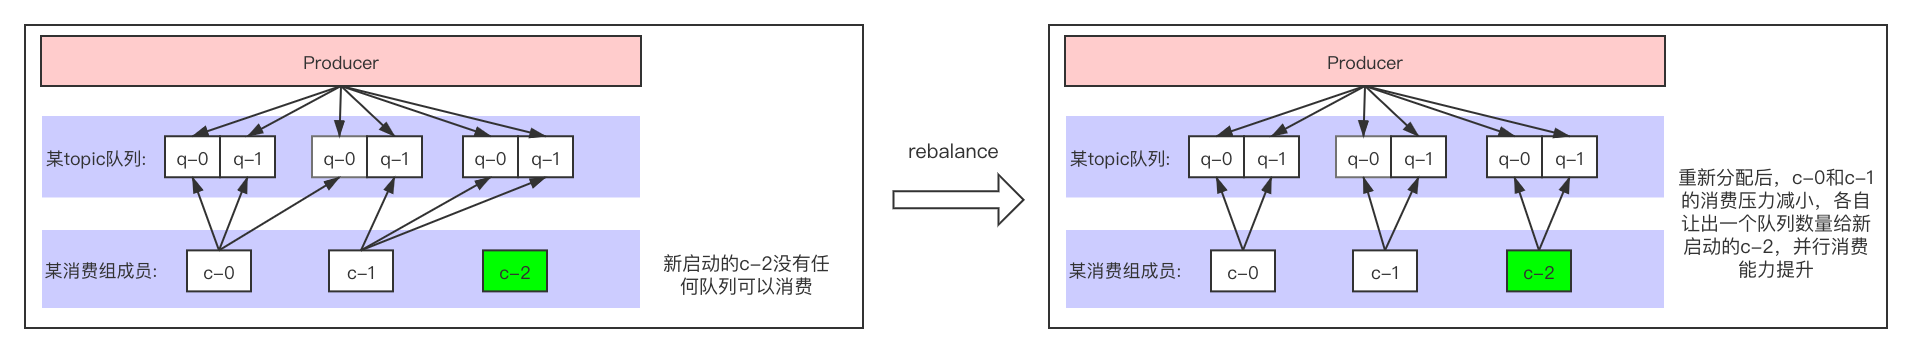 Producer
某topic队列:
q-0 q-1 q-0 q-1 q-0 q-1
某消费组成员:
c-0 c-1 c-2
新启动的c-2没有任
何队列可以消费
rebalance
Producer
某topic队列:
q-0 q-1 q-0 q-1 q-0 q-1
某消费组成员:
c-0 c-1 c-2
重新分配后，c-0和c-1
的消费压力减小，各自
让出一个队列数量给新
启动的c-2，并行消费
能力提升